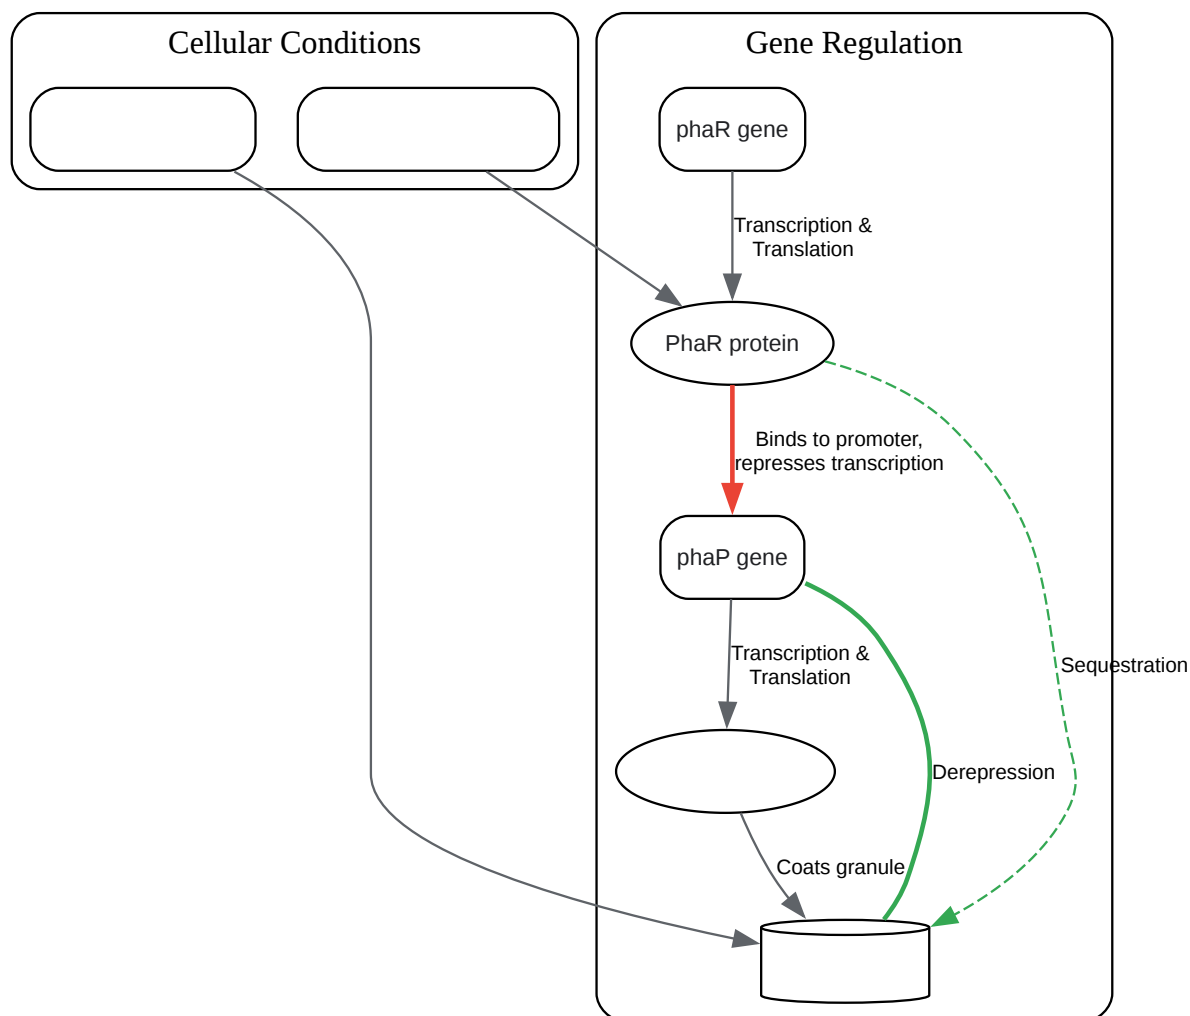 Cellular Conditions
Gene Regulation
phaR gene
Transcription &
Translation
PhaR protein
Binds to promoter,
represses transcription
phaP gene
Transcription &
Translation
Sequestration
Derepression
Coats granule